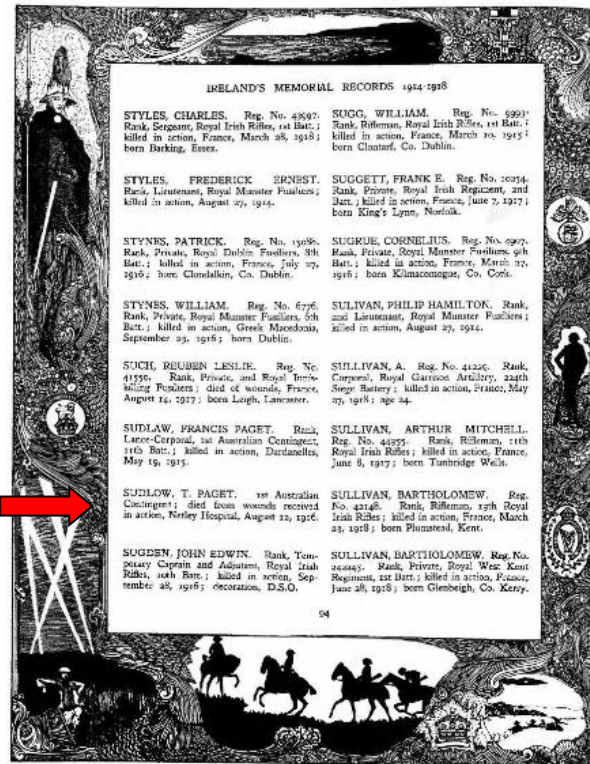 IRELAND'S MEMORIAL RECORDS 1914-1918
STYLES, CHARLES. Reg. No. 43997.
Rank, Sergeant, Royal Irish Rifles, 1st Batt.;
killed in action, France, March 28, 1918;
born Barking, Essex.
STYLES, FREDERICK ERNEST.
Rank, Lieutenant, Royal Munster Fusiliers;
killed in action, August 27, 1914.
STYNES, PATRICK. Reg. No.
Rank, Private, Royal Dublin Fusiliers, 8th
Batt.; killed in action, France, July 27,
1916; born Clondalkin, Co. Dublin.
STYNES, WILLIAM. Reg. No. 6776.
Rank, Private, Royal Munster Fusiliers, 6th
Batt.; killed in action, Greek Macedonia,
September 23, 1916; born Dublin.
SUCH, REUBEN LESLIE. Reg. No.
41550. Rank, Private, 2nd Royal Innis-
killing Fusiliers; died of wounds, France,
August 14, 1917; born Leigh, Lancaster.
SUDLAW, FRANCIS PAGET. Rank,
Lance-Corporal, 1st Australian Contingent,
11th Batt.; killed in action, Dardanelles,
May 19, 1915.
SUDLOW, T. PAGET. 1st Australian
Contingent; died from wounds received
in action, Netley Hospital, August 12, 1916.
SUGDEN, JOHN EDWIN. Rank, Tem-
porary Captain and Adjutant, Royal Irish
Rifles, 10th Batt.; killed in action, Sep-
tember 28, 1916; decoration, D.S.O.
SUGG, WILLIAM. Reg. No. 9993.
Rank, Rifleman, Royal Irish Rifles, 1st Batt.;
killed in action, France, March 10, 1915;
born Clontarf, Co. Dublin.
SUGGETT, FRANK E. Reg. No. 10254.
Rank, Private, Royal Irish Regiment, 2nd
Batt.; killed in action, France, June 7, 1917;
born King's Lynn, Norfolk.
SUGRUE, CORNELIUS. Reg. No.
Rank, Private, Royal Munster Fusiliers, 9th
Batt.; killed in action, France, March 27,
1916; born Kilmacomogue, Co. Cork.
SULIVAN, PHILIP HAMILTON. Rank,
2nd Lieutenant, Royal Munster Fusiliers;
killed in action, August 27, 1914.
SULLIVAN, A. Reg. No. 41225. Rank,
Corporal, Royal Garrison Artillery, 224th
Siege Battery; killed in action, France, May
27, 1918; age 24.
SULLIVAN, ARTHUR MITCHELL.
Reg. No. 44355. Rank, Rifleman, 11th
Royal Irish Rifles; killed in action, France,
June 8, 1917; born Tunbridge Wells.
SULLIVAN, BARTHOLOMEW. Reg.
No. 42148. Rank, Rifleman, 15th Royal
Irish Rifles; killed in action, France, March
23, 1918; born Plumstead, Kent.
SULLIVAN, BARTHOLOMEW. Reg. No.
Rank, Private, Royal West Kent
Regiment, 1st Batt.; killed in action, France,
June 28, 1918; born Glenbeigh, Co. Kerry.
94